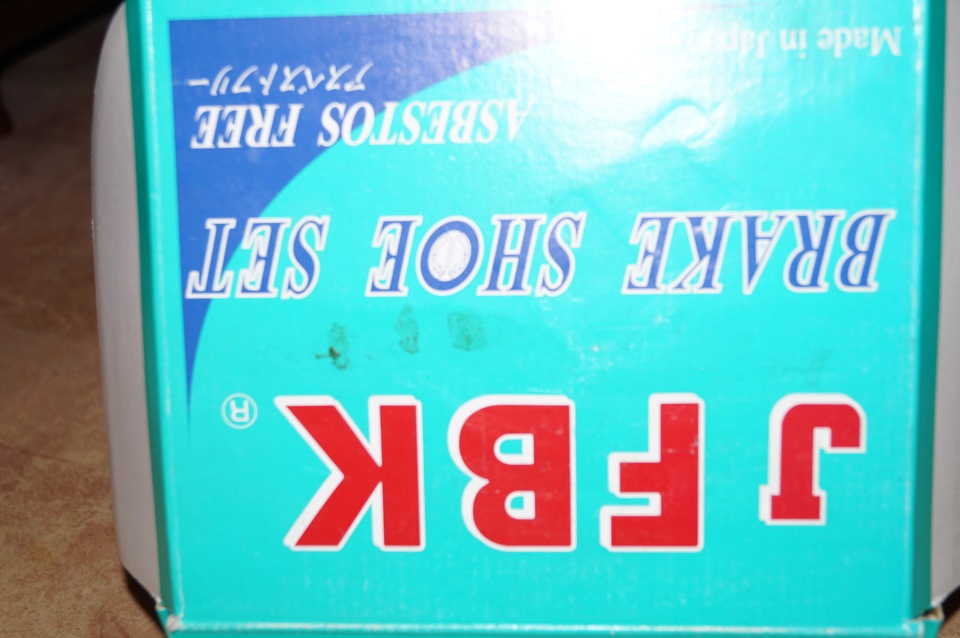 JFBK®
BRAKE SHOE SET
ASBESTOS FREE
アスベストフリー
Made in Japan